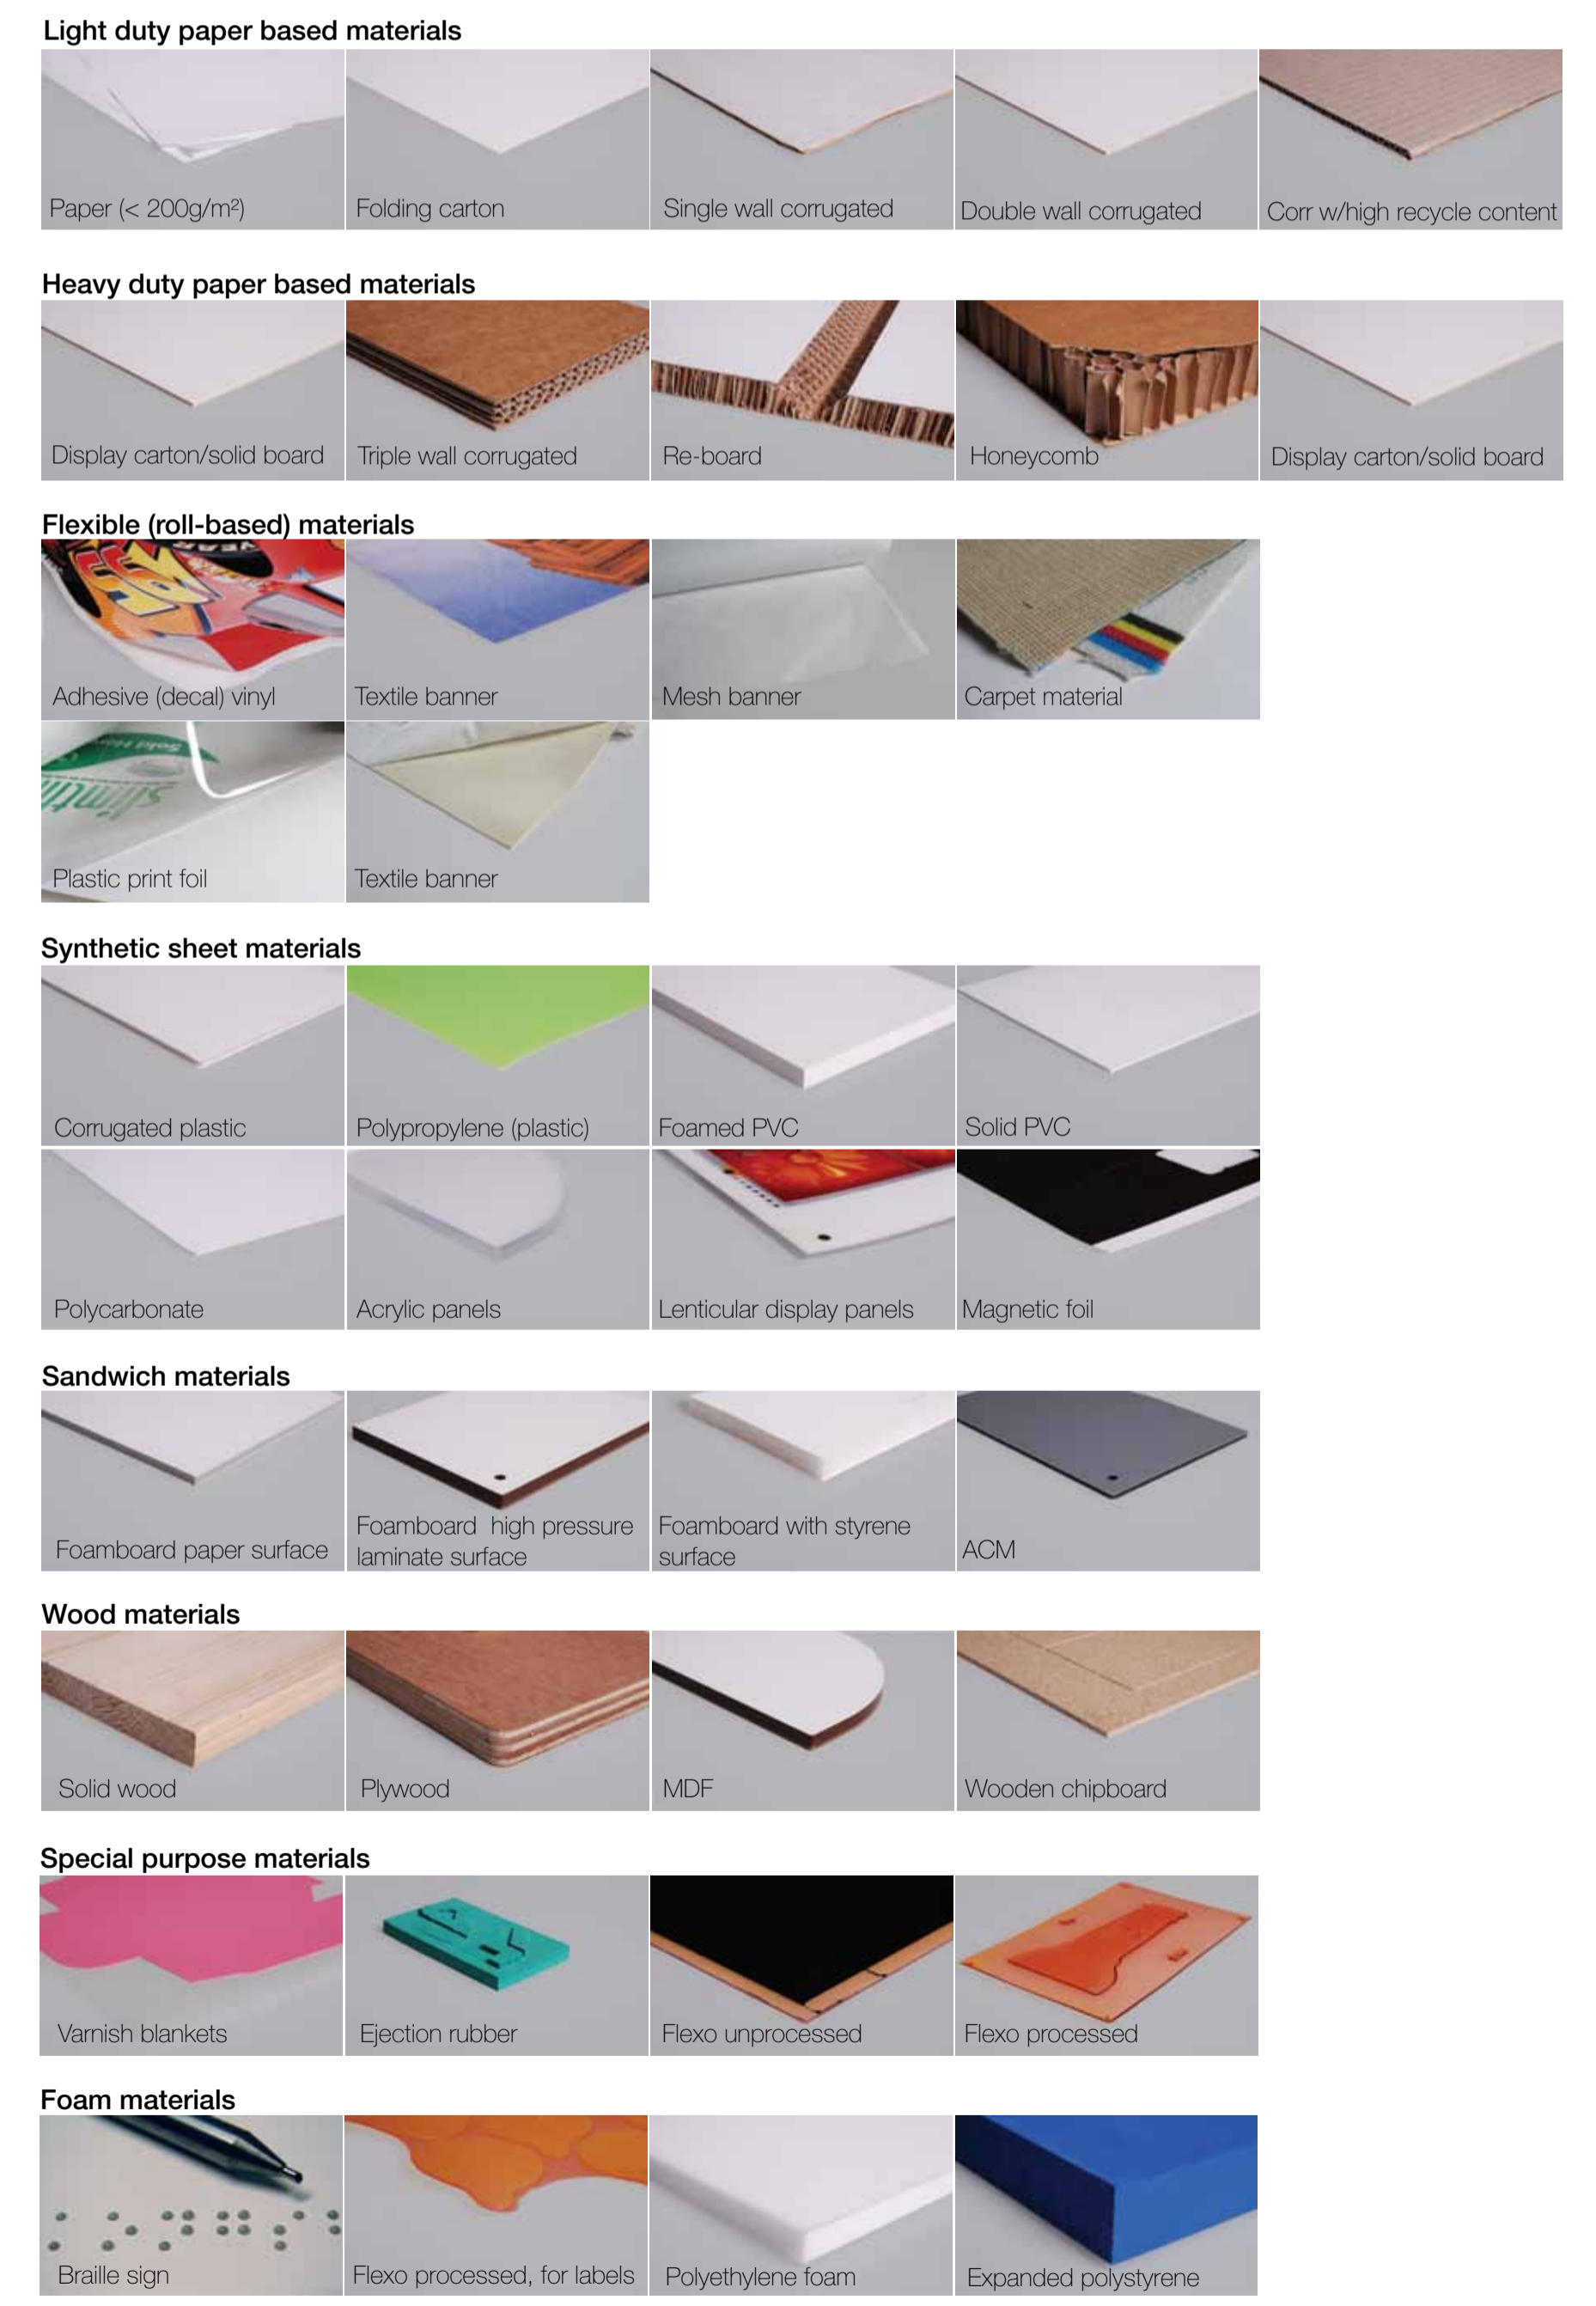 Light duty paper based materials
Paper (< 200g/m²)
Folding carton
Single wall corrugated
Double wall corrugated
Corr w/high recycle content
Heavy duty paper based materials
Display carton/solid board
Triple wall corrugated
Re-board
Honeycomb
Display carton/solid board
Flexible (roll-based) materials
Adhesive (decal) vinyl
Textile banner
Mesh banner
Carpet material
Plastic print foil
Textile banner
Synthetic sheet materials
Corrugated plastic
Polypropylene (plastic)
Foamed PVC
Solid PVC
Polycarbonate
Acrylic panels
Lenticular display panels
Magnetic foil
Sandwich materials
Foamboard paper surface
Foamboard high pressure
laminate surface
Foamboard with styrene
surface
ACM
Wood materials
Solid wood
Plywood
MDF
Wooden chipboard
Special purpose materials
Varnish blankets
Ejection rubber
Flexo unprocessed
Flexo processed
Foam materials
Braille sign
Flexo processed, for labels
Polyethylene foam
Expanded polystyrene